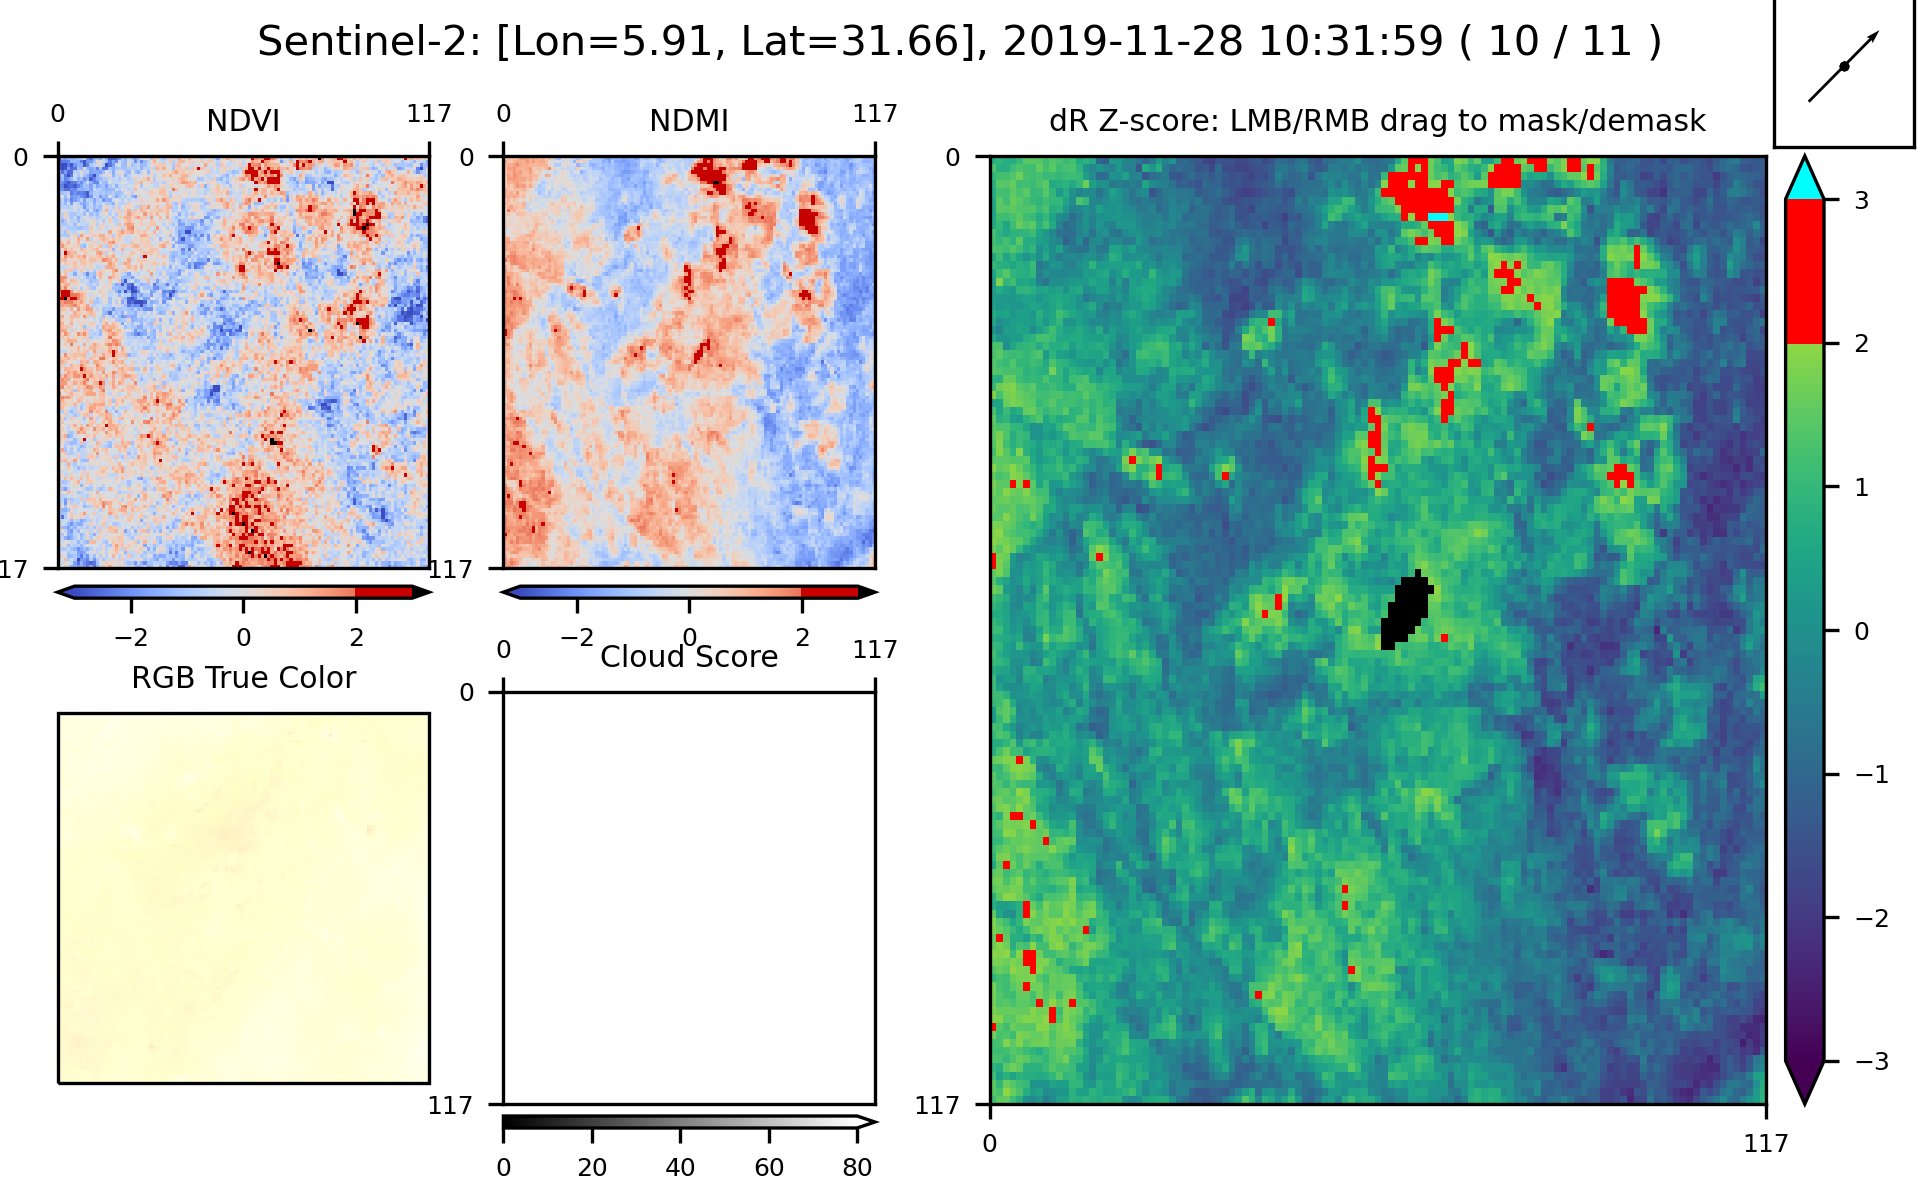 Sentinel-2: [Lon=5.91, Lat=31.66], 2019-11-28 10:31:59 ( 10 / 11 )
0 117 0 117
NDVI NDMI dR Z-score: LMB/RMB drag to mask/demask
0 0 0
3
2
1
0
−1
−2
−3
17 117
−2 0 2 −2 0 2
0 117
RGB True Color Cloud Score
0
117 117
0 117
0 20 40 60 80